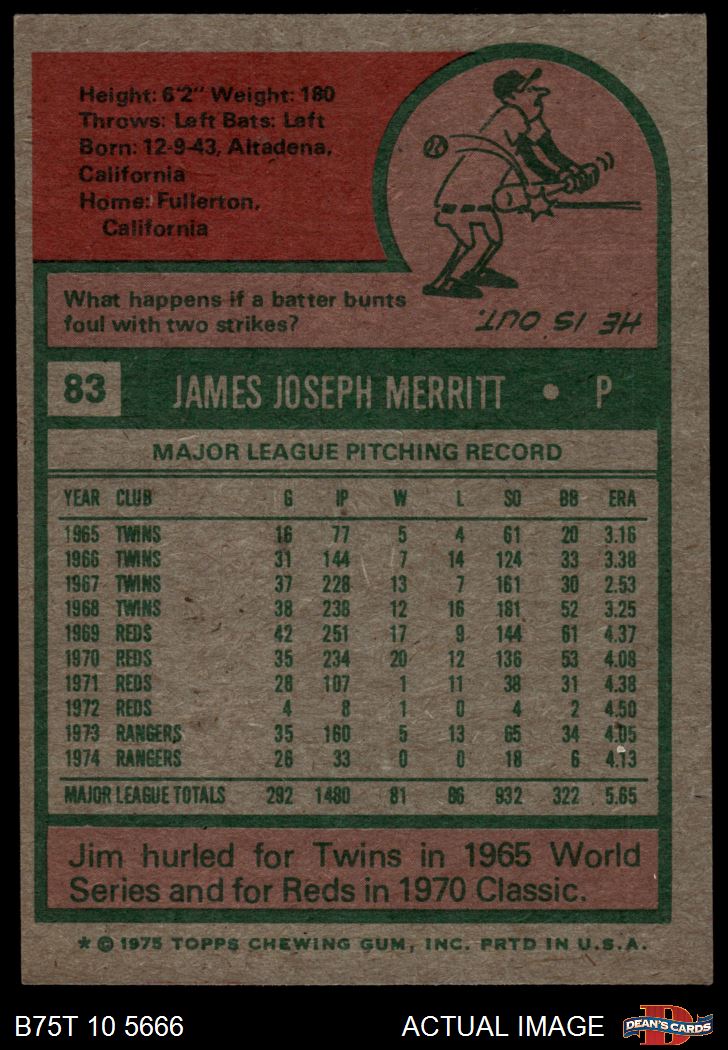 Height: 6'2" Weight: 180
Throws: Left Bats: Left
Born: 12-9-43, Altadena,
California
Home: Fullerton,
California
What happens if a batter bunts
foul with two strikes?
HE IS OUT.
83 JAMES JOSEPH MERRITT • P
MAJOR LEAGUE PITCHING RECORD
YEAR CLUB G IP W L SO BB ERA
1965 TWINS 16 77 5 4 61 20 3.16
1966 TWINS 31 144 7 14 124 33 3.38
1967 TWINS 37 228 13 7 161 30 2.53
1968 TWINS 38 238 12 16 181 52 3.25
1969 REDS 42 251 17 9 144 61 4.37
1970 REDS 35 234 20 12 136 53 4.08
1971 REDS 28 107 1 11 38 31 4.38
1972 REDS 4 8 1 0 4 2 4.50
1973 RANGERS 35 160 5 13 65 34 4.05
1974 RANGERS 26 33 0 0 18 6 4.13
MAJOR LEAGUE TOTALS 292 1480 81 86 932 322 5.65
Jim hurled for Twins in 1965 World
Series and for Reds in 1970 Classic.
* © 1975 TOPPS CHEWING GUM, INC. PRTD IN U.S.A.
B75T 10 5666 ACTUAL IMAGE
D
DEAN'S CARDS